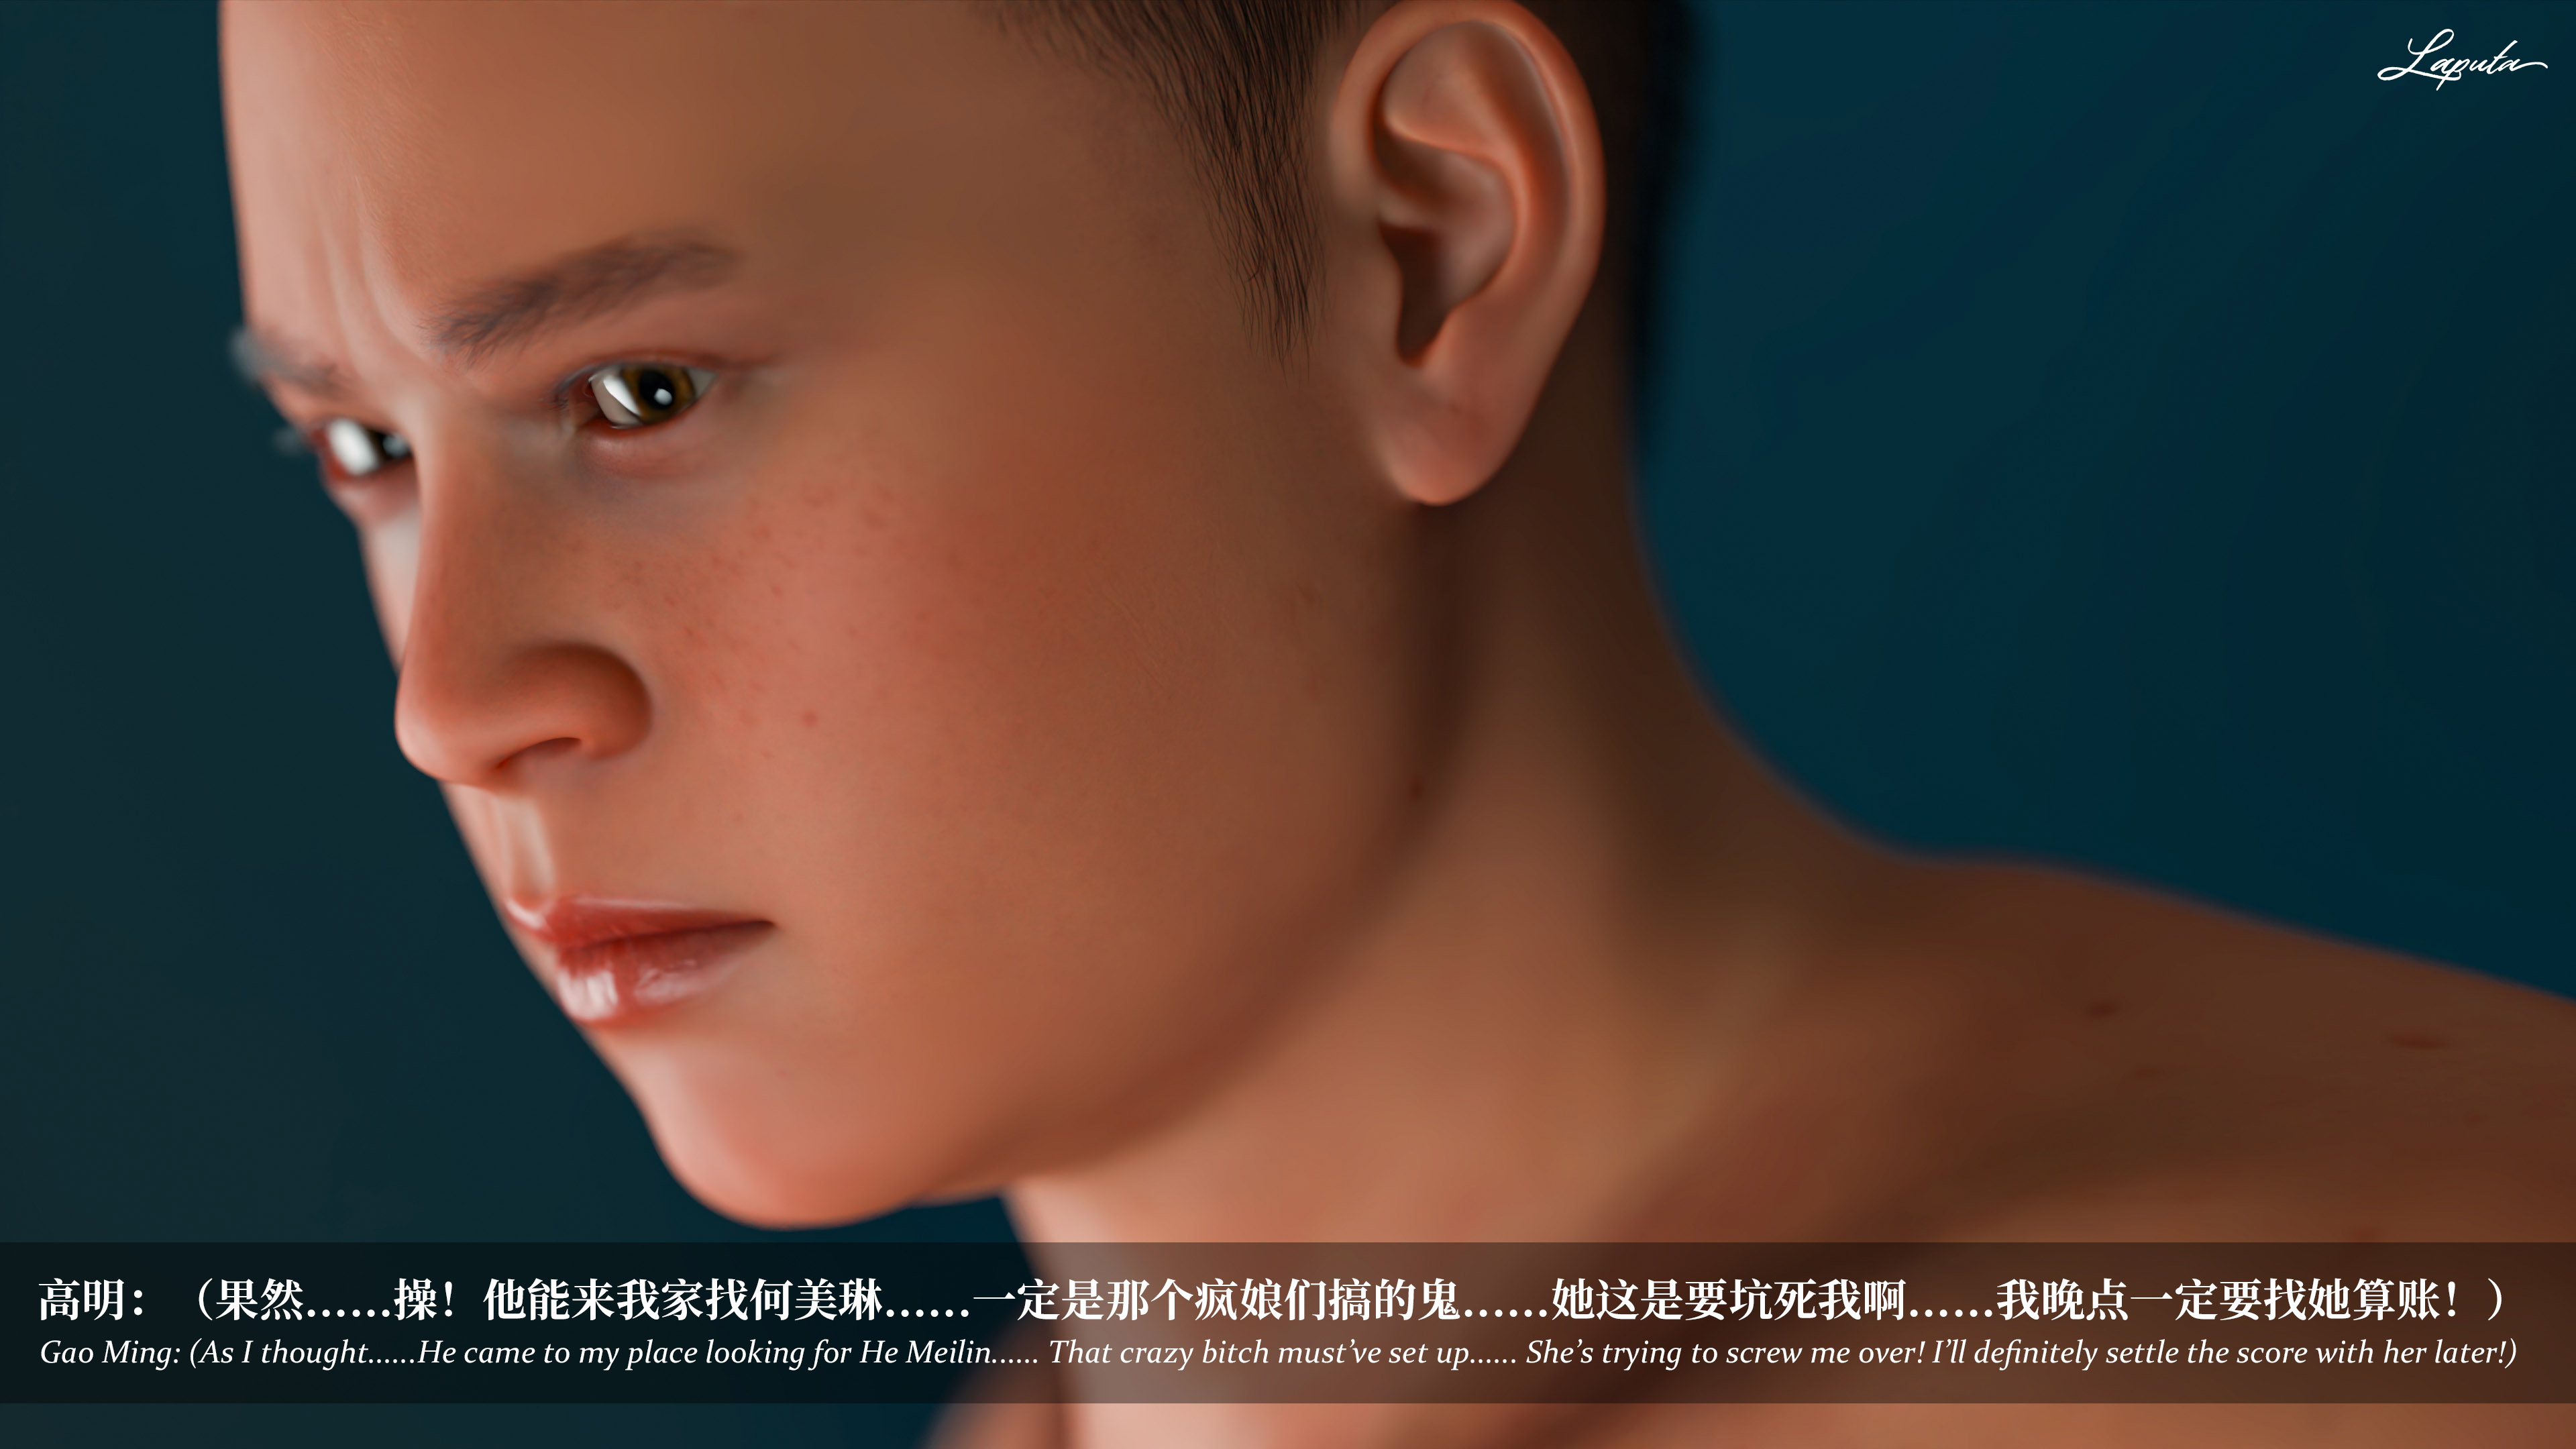 Laputa
高明：（果然……操！他能来我家找何美琳……一定是那个疯娘们搞的鬼……她这是要坑死我啊……我晚点一定要找她算账！）
Gao Ming: (As I thought......He came to my place looking for He Meilin...... That crazy bitch must’ve set up...... She’s trying to screw me over! I’ll definitely settle the score with her later!)